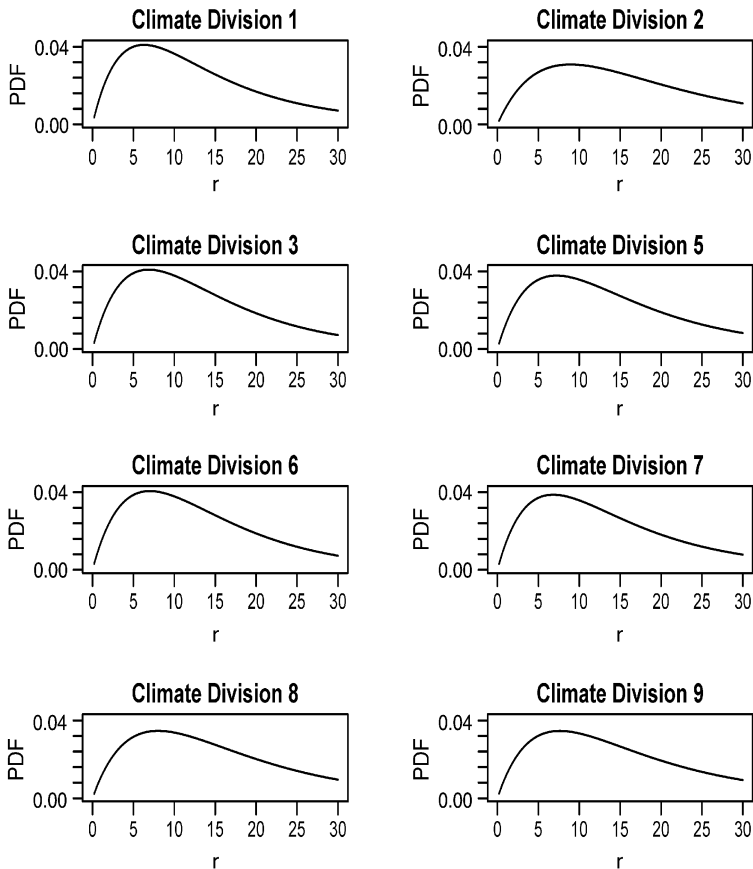 Climate Division 1
PDF
0.04
0.00
0 5 10 15 20 25 30
r
Climate Division 2
PDF
0.04
0.00
0 5 10 15 20 25 30
r
Climate Division 3
PDF
0.04
0.00
0 5 10 15 20 25 30
r
Climate Division 5
PDF
0.04
0.00
0 5 10 15 20 25 30
r
Climate Division 6
PDF
0.04
0.00
0 5 10 15 20 25 30
r
Climate Division 7
PDF
0.04
0.00
0 5 10 15 20 25 30
r
Climate Division 8
PDF
0.04
0.00
0 5 10 15 20 25 30
r
Climate Division 9
PDF
0.04
0.00
0 5 10 15 20 25 30
r